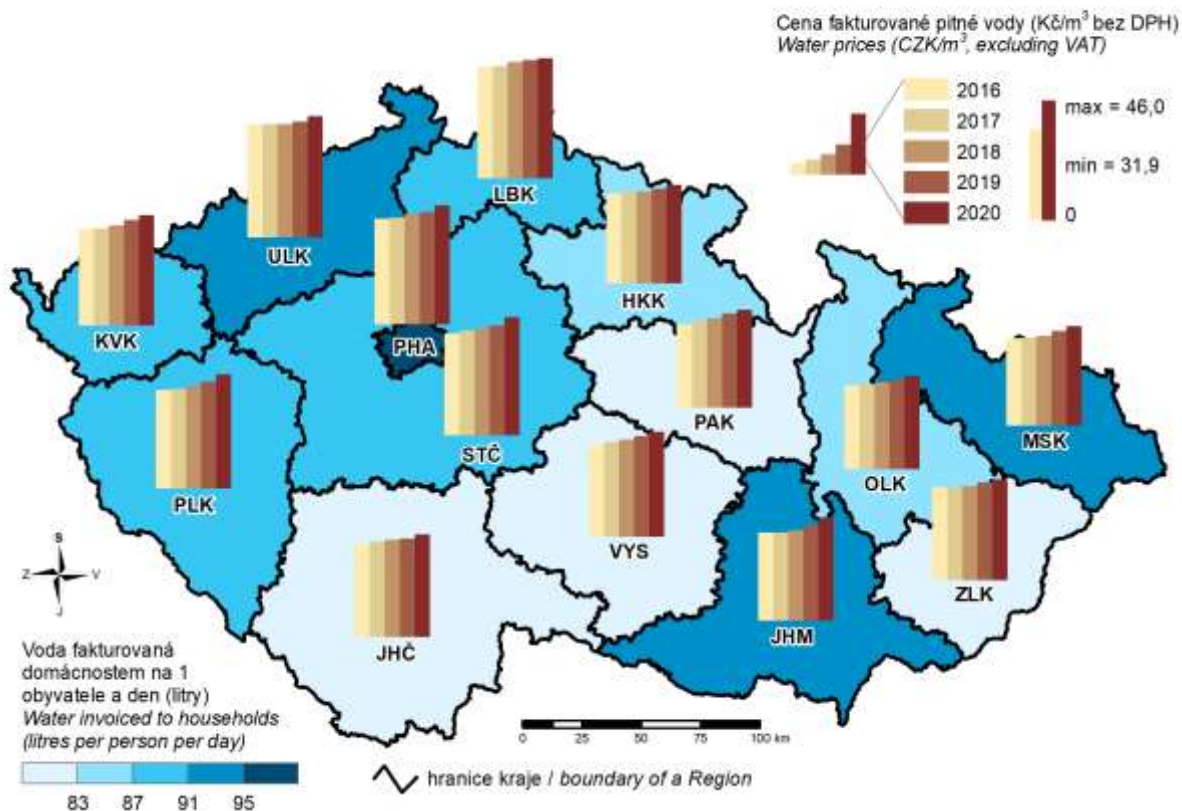 Cena fakturované pitné vody (Kč/m³ bez DPH)
Water prices (CZK/m³, excluding VAT)
2016
2017
2018
2019
2020
max = 46,0
min = 31,9
0
LBK
ULK
HKK
KVK
PHA
PAK
MSK
STČ
OLK
PLK
VYS
ZLK
JHČ
JHM
S
Z
V
J
Voda fakturovaná
domácnostem na 1
obyvatele a den (litry)
Water invoiced to households
(litres per person per day)
83 87 91 95
0 25 50 75 100 km
hranice kraje / boundary of a Region